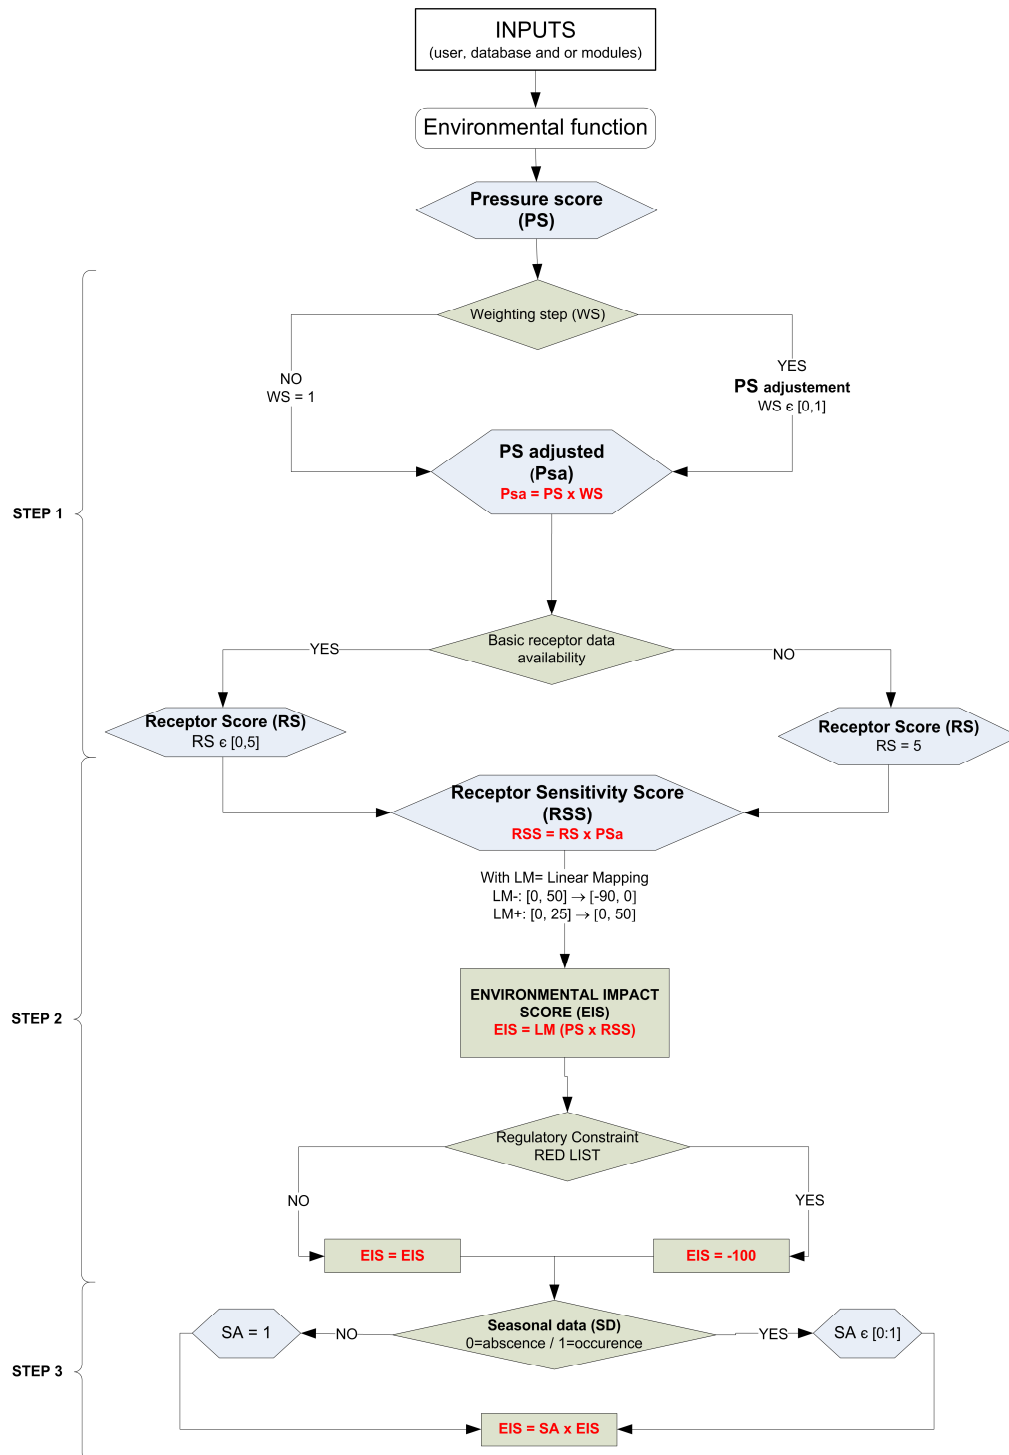 INPUTS
(user, database and or modules)
Environmental function
Pressure score
(PS)
Weighting step (WS)
NO
WS = 1
YES
PS adjustement
WS ϵ [0,1]
PS adjusted
(Psa)
Psa = PS x WS
STEP 1
Basic receptor data
availability
YES
NO
Receptor Score (RS)
RS ϵ [0,5]
Receptor Score (RS)
RS = 5
Receptor Sensitivity Score
(RSS)
RSS = RS x PSa
With LM= Linear Mapping
LM-: [0, 50] → [-90, 0]
LM+: [0, 25] → [0, 50]
ENVIRONMENTAL IMPACT
SCORE (EIS)
EIS = LM (PS x RSS)
STEP 2
Regulatory Constraint
RED LIST
NO
YES
EIS = EIS
EIS = -100
Seasonal data (SD)
0=abscence / 1=occurence
SA = 1
NO
YES
SA ϵ [0:1]
STEP 3
EIS = SA x EIS